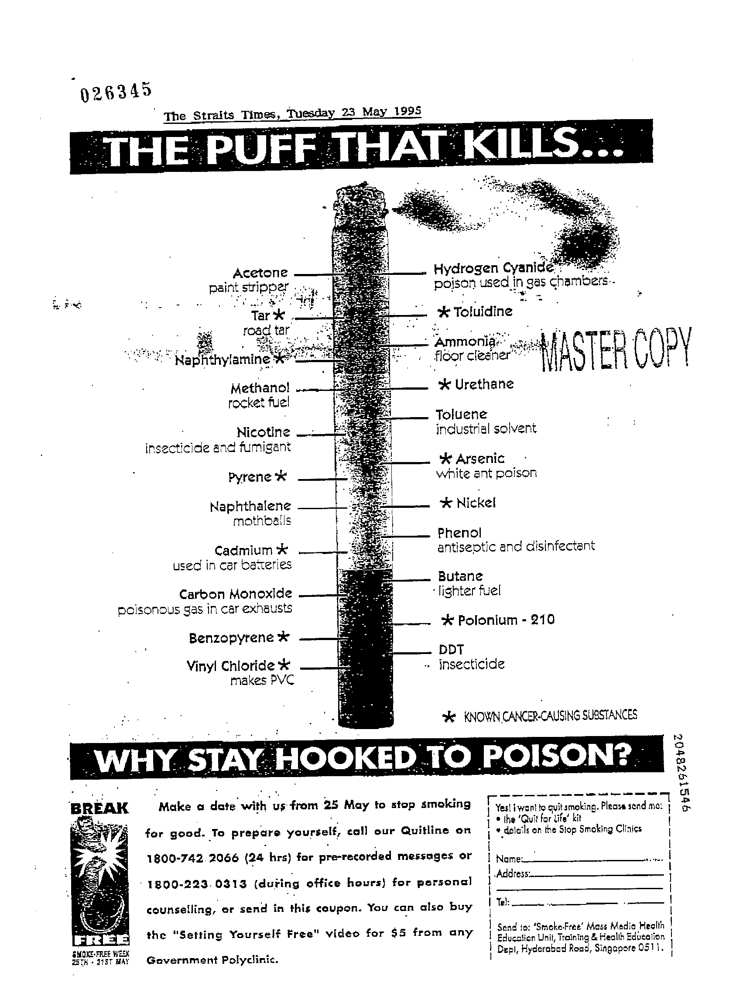 026345
The Straits Times, Tuesday 23 May 1995
THE PUFF THAT KILLS...
Acetone
paint stripper
Tar *
road tar
Naphthylamine *
Methanol
rocket fuel
Nicotine
insecticide and fumigant
Pyrene *
Naphthalene
mothballs
Cadmium *
used in car batteries
Carbon Monoxide
poisonous gas in car exhausts
Benzopyrene *
Vinyl Chloride *
makes PVC
Hydrogen Cyanide
poison used in gas chambers
* Toluidine
Ammonia
floor cleaner
MASTER COPY
* Urethane
Toluene
industrial solvent
* Arsenic
white ant poison
* Nickel
Phenol
antiseptic and disinfectant
Butane
lighter fuel
* Polonium - 210
DDT
insecticide
* KNOWN CANCER-CAUSING SUBSTANCES
WHY STAY HOOKED TO POISON?
2048261546
BREAK
FREE
SMOKE-FREE WEEK
25TH - 31ST MAY
Make a date with us from 25 May to stop smoking
for good. To prepare yourself, call our Quitline on
1800-742 2066 (24 hrs) for pre-recorded messages or
1800-223 0313 (during office hours) for personal
counselling, or send in this coupon. You can also buy
the "Setting Yourself Free" video for $5 from any
Government Polyclinic.
Yes! I want to quit smoking. Please send me:
• the 'Quit for Life' kit
• details on the Stop Smoking Clinics
Name:
Address:
Tel:
Send to: 'Smoke-Free' Mass Media Health
Education Unit, Training & Health Education
Dept, Hyderabad Road, Singapore 0511.